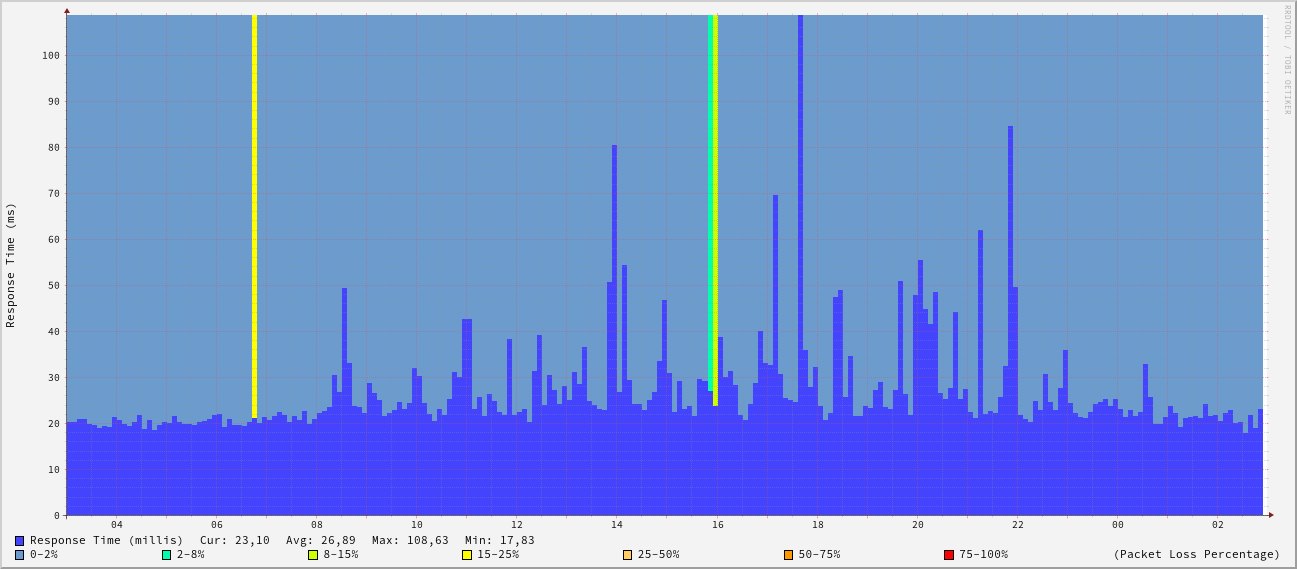 RRDTOOL / TOBI OETIKER
Response Time (ms)
100
90
80
70
60
50
40
30
20
10
0
04 06 08 10 12 14 16 18 20 22 00 02
Response Time (millis) Cur: 23,10 Avg: 26,89 Max: 108,63 Min: 17,83
0-2% 2-8% 8-15% 15-25% 25-50% 50-75% 75-100% (Packet Loss Percentage)